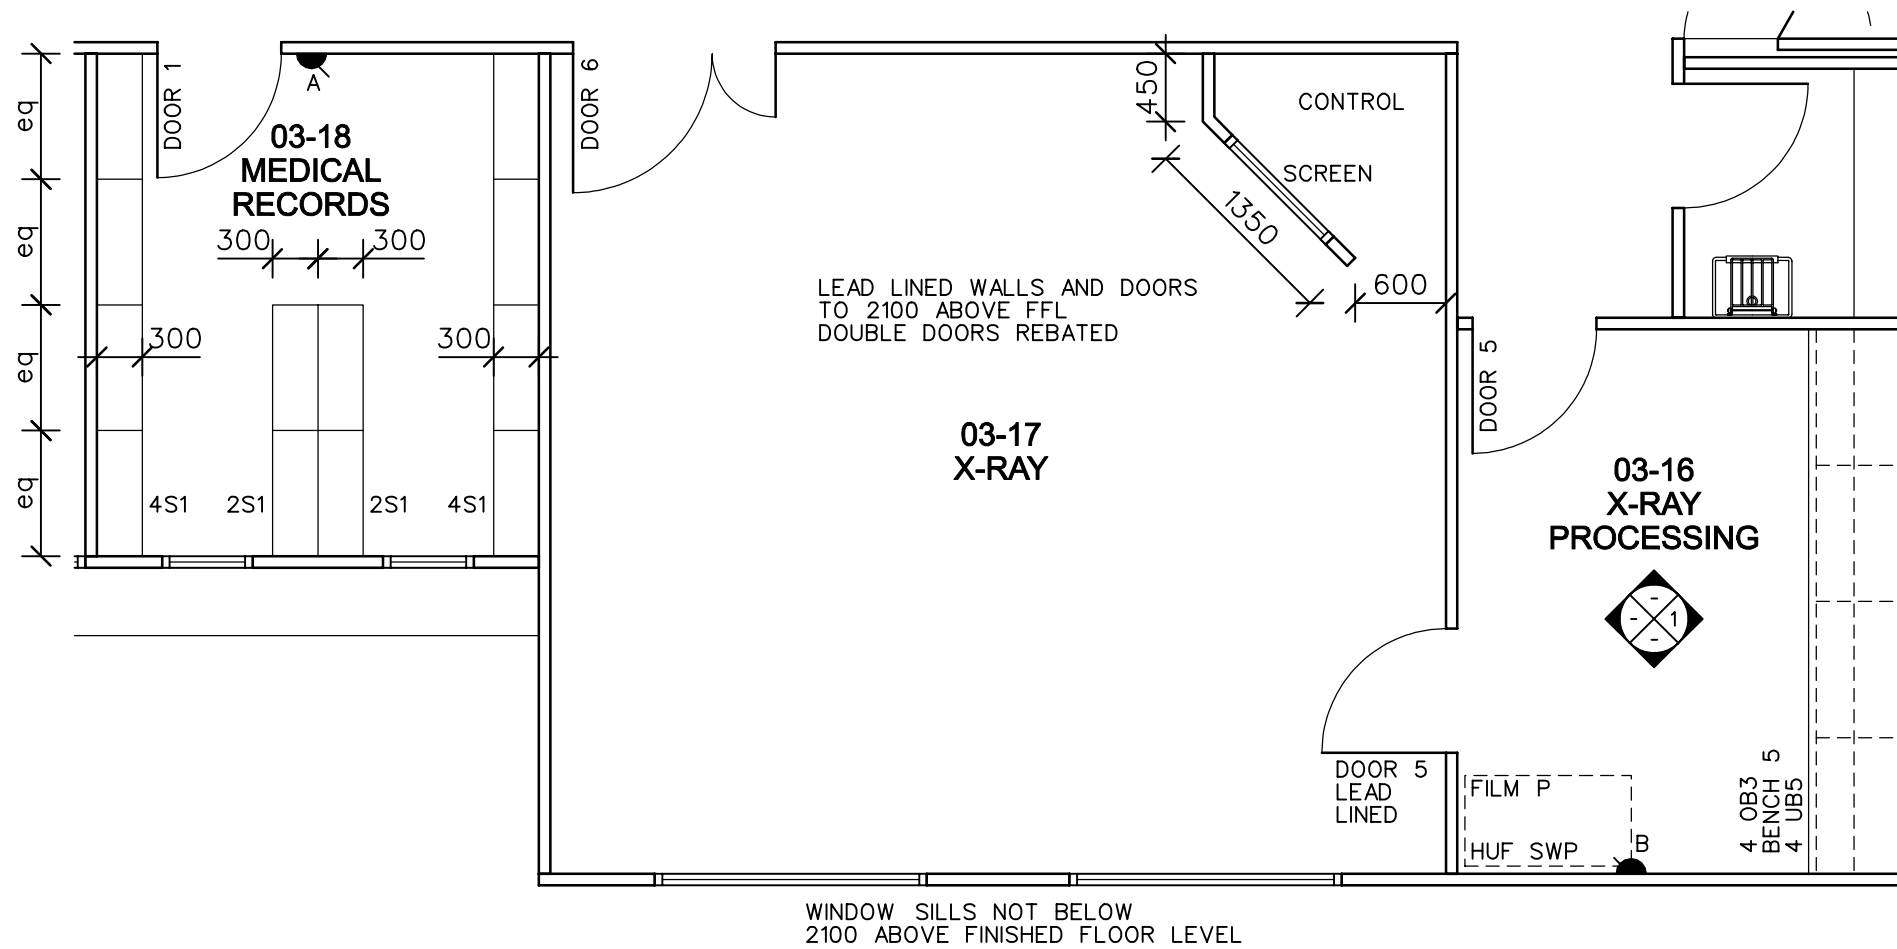 DOOR 1
A
03-18
MEDICAL
RECORDS
300
300
eq
eq
eq
eq
300
300
4S1
2S1
2S1
4S1
DOOR 6
450
CONTROL
SCREEN
1350
600
LEAD LINED WALLS AND DOORS
TO 2100 ABOVE FFL
DOUBLE DOORS REBATED
03-17
X-RAY
DOOR 5
LEAD
LINED
WINDOW SILLS NOT BELOW
2100 ABOVE FINISHED FLOOR LEVEL
DOOR 5
03-16
X-RAY
PROCESSING
-
- 1
-
FILM P
HUF SWP
B
4 OB3
BENCH 5
4 UB5